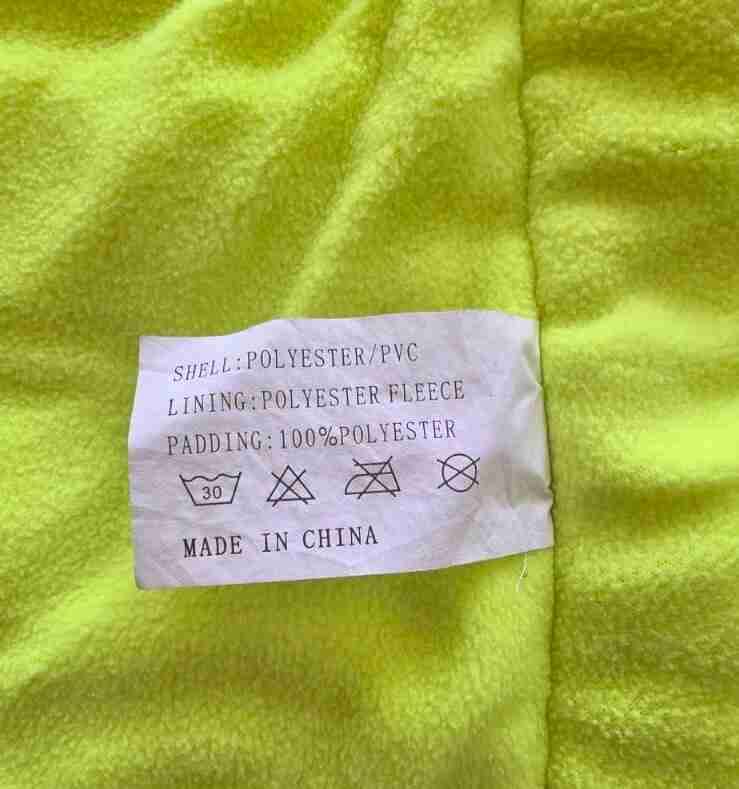 SHELL:POLYESTER/PVC
LINING:POLYESTER FLEECE
PADDING:100%POLYESTER
30
MADE IN CHINA